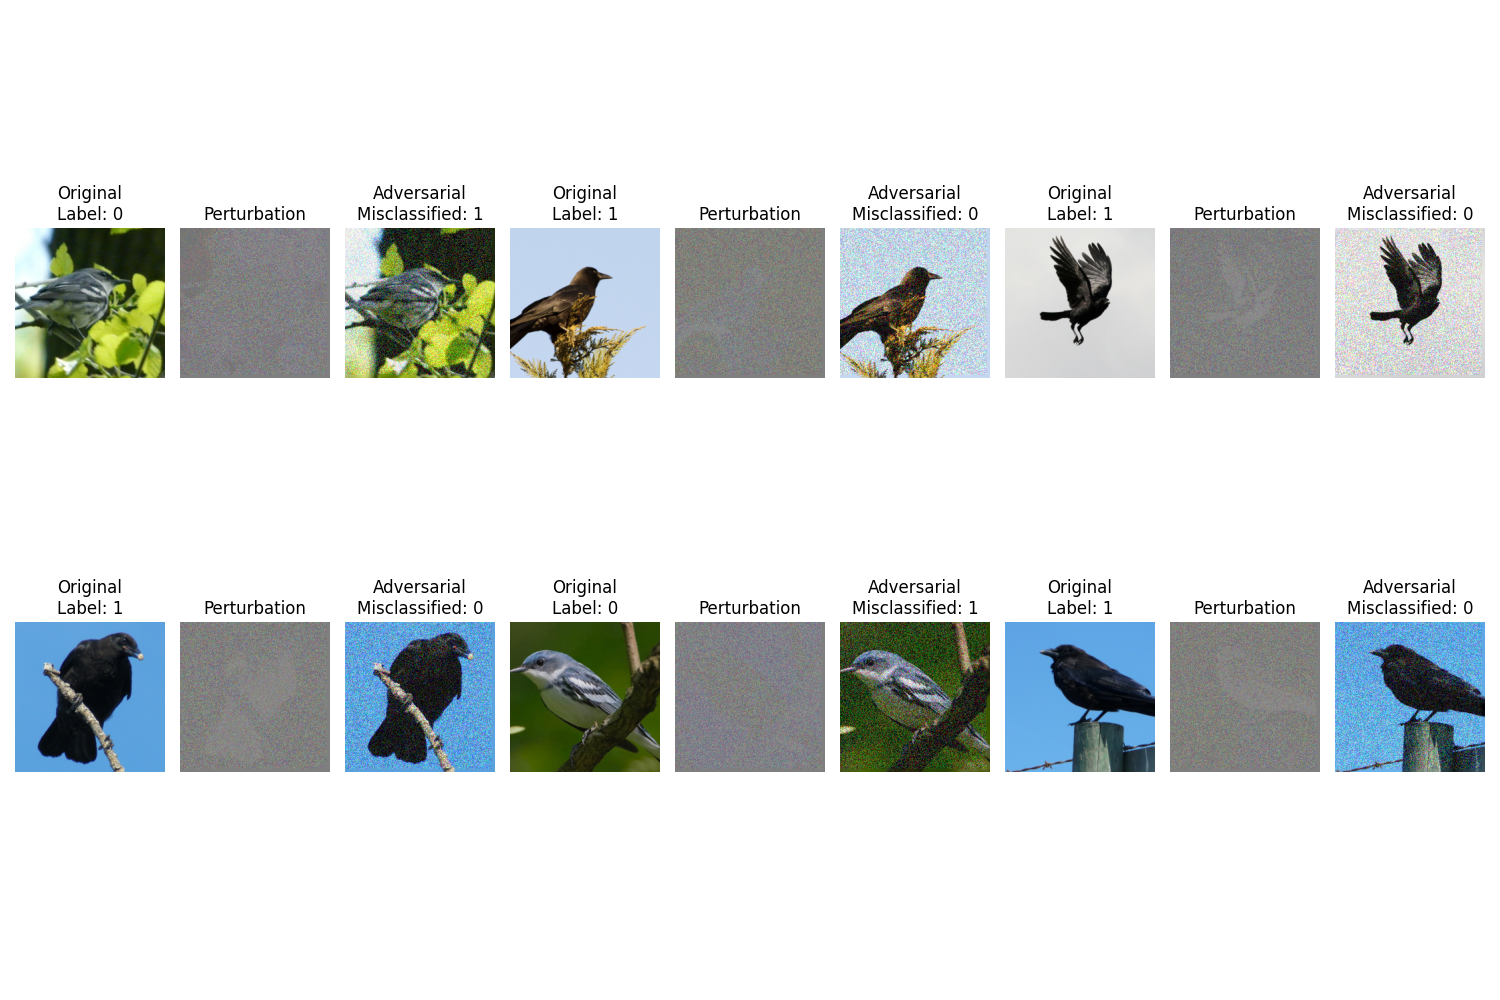 Original
Label: 0
Perturbation
Adversarial
Misclassified: 1
Original
Label: 1
Perturbation
Adversarial
Misclassified: 0
Original
Label: 1
Perturbation
Adversarial
Misclassified: 0
Original
Label: 1
Perturbation
Adversarial
Misclassified: 0
Original
Label: 0
Perturbation
Adversarial
Misclassified: 1
Original
Label: 1
Perturbation
Adversarial
Misclassified: 0